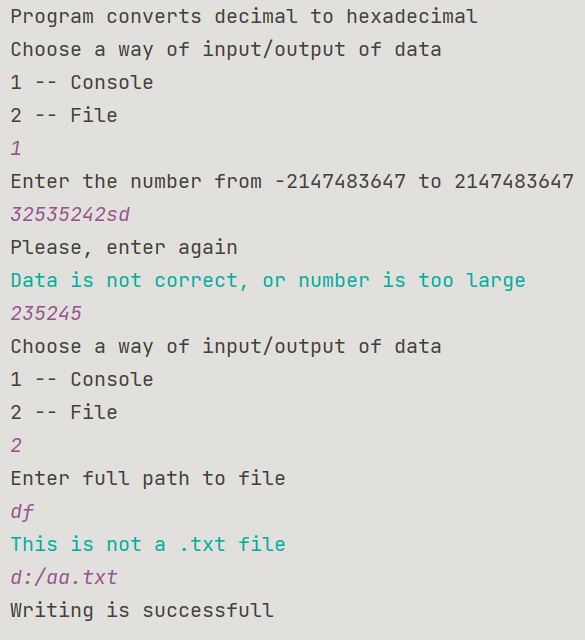 Program converts decimal to hexadecimal
Choose a way of input/output of data
1 -- Console
2 -- File
1
Enter the number from -2147483647 to 2147483647
32535242sd
Please, enter again
Data is not correct, or number is too large
235245
Choose a way of input/output of data
1 -- Console
2 -- File
2
Enter full path to file
df
This is not a .txt file
d:/aa.txt
Writing is successfull